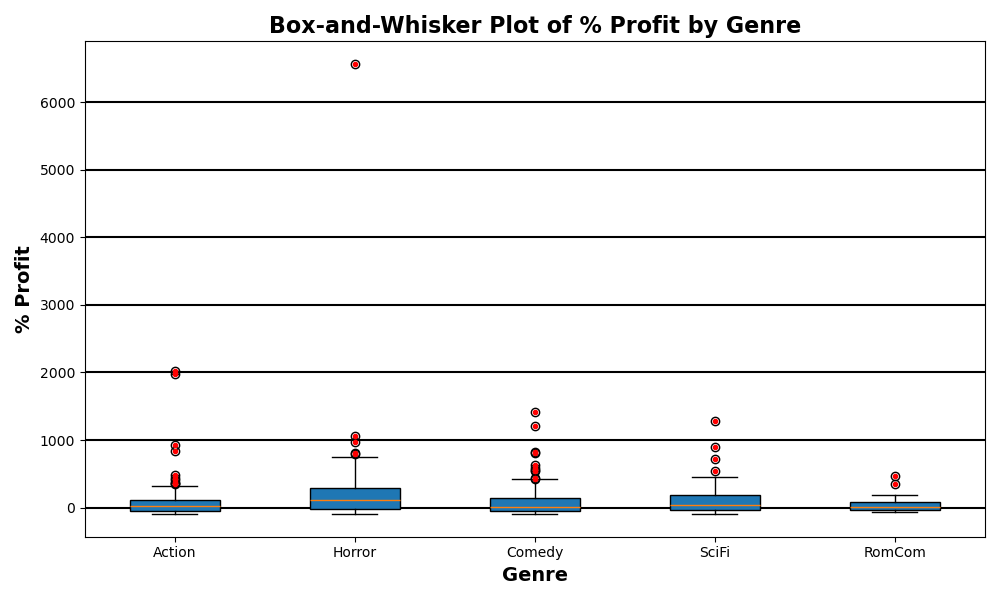 Box-and-Whisker Plot of % Profit by Genre
% Profit
6000
5000
4000
3000
2000
1000
0
Action Horror Comedy SciFi RomCom
Genre